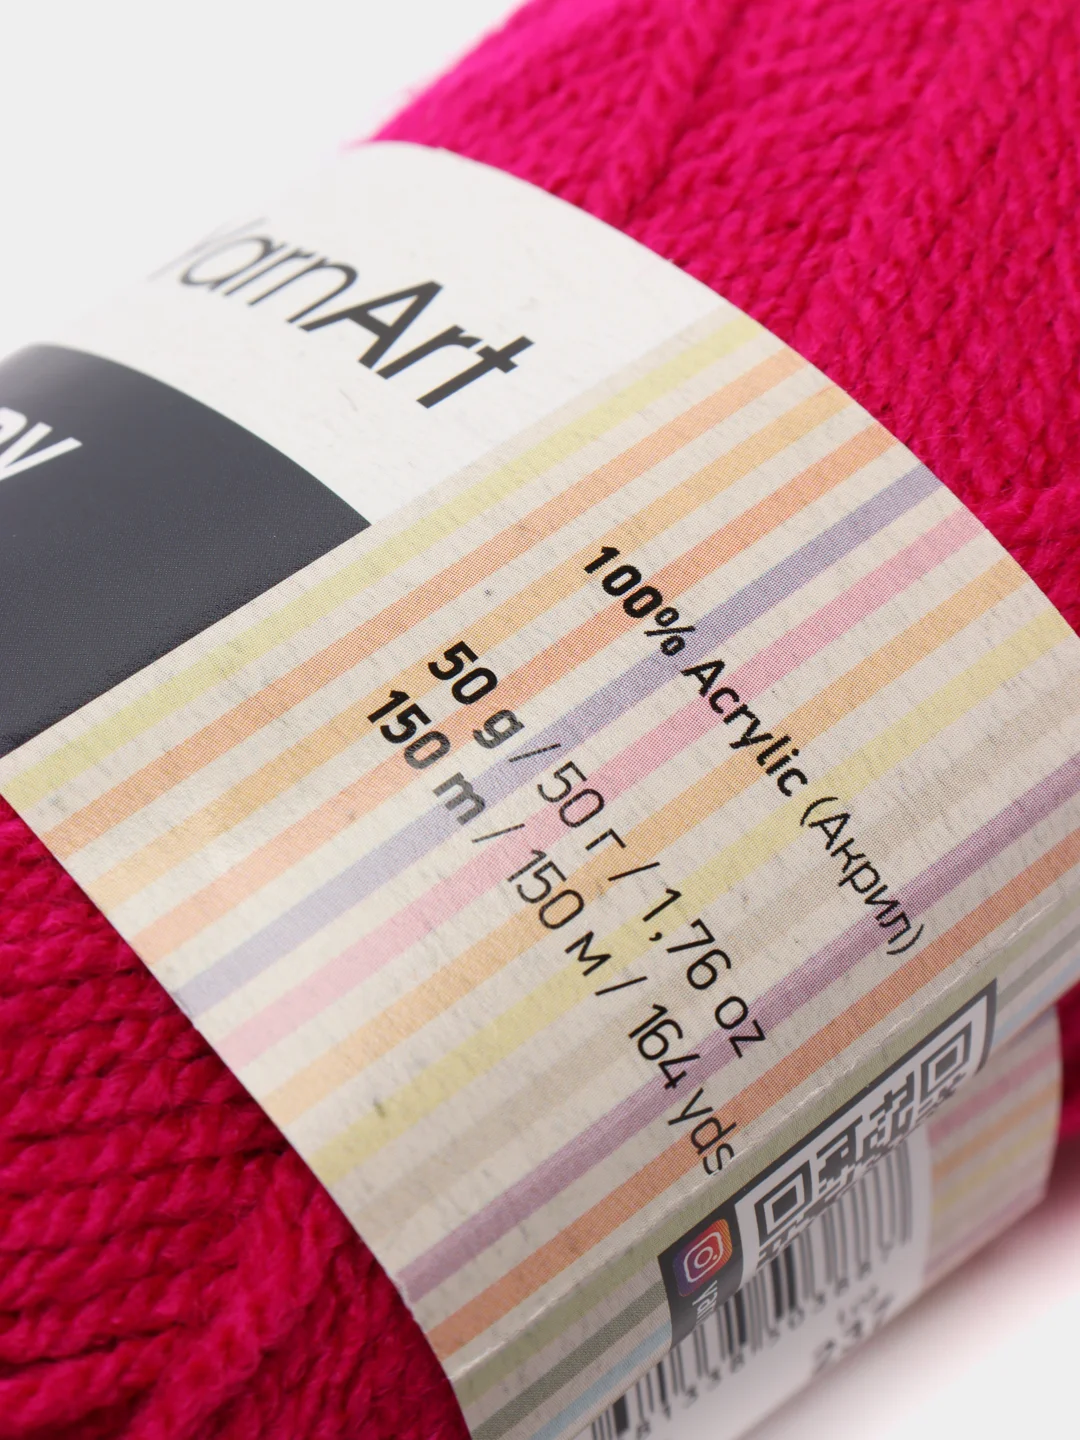 YarnArt
100% Acrylic (Акрил)
50 g / 50 г / 1,76 oz
150 m / 150 м / 164 yds